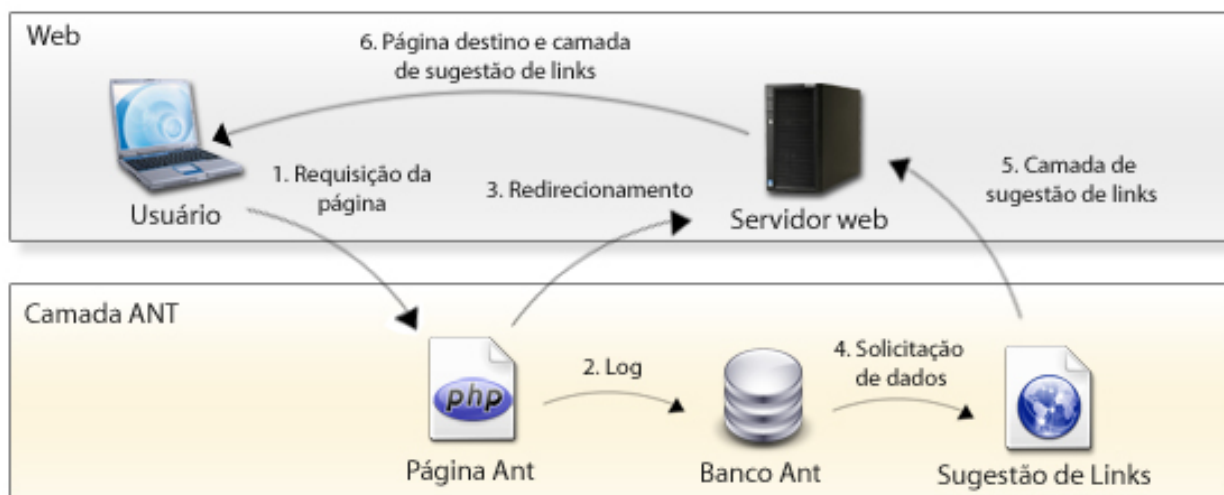 Web
6. Página destino e camada
de sugestão de links
1. Requisição da
página
3. Redirecionamento
5. Camada de
sugestão de links
Usuário
Servidor web
Camada ANT
2. Log
4. Solicitação
de dados
php
Página Ant
Banco Ant
Sugestão de Links